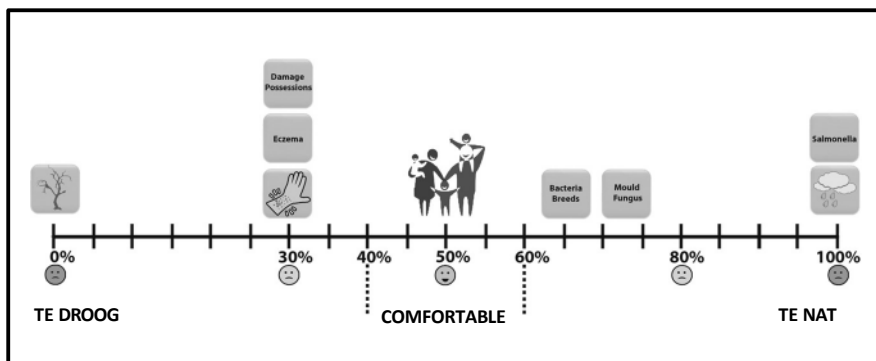 Damage
Possessions
Eczema
Salmonella
Bacteria
Breeds
Mould
Fungus
0%
30%
40%
50%
60%
80%
100%
TE DROOG
COMFORTABLE
TE NAT